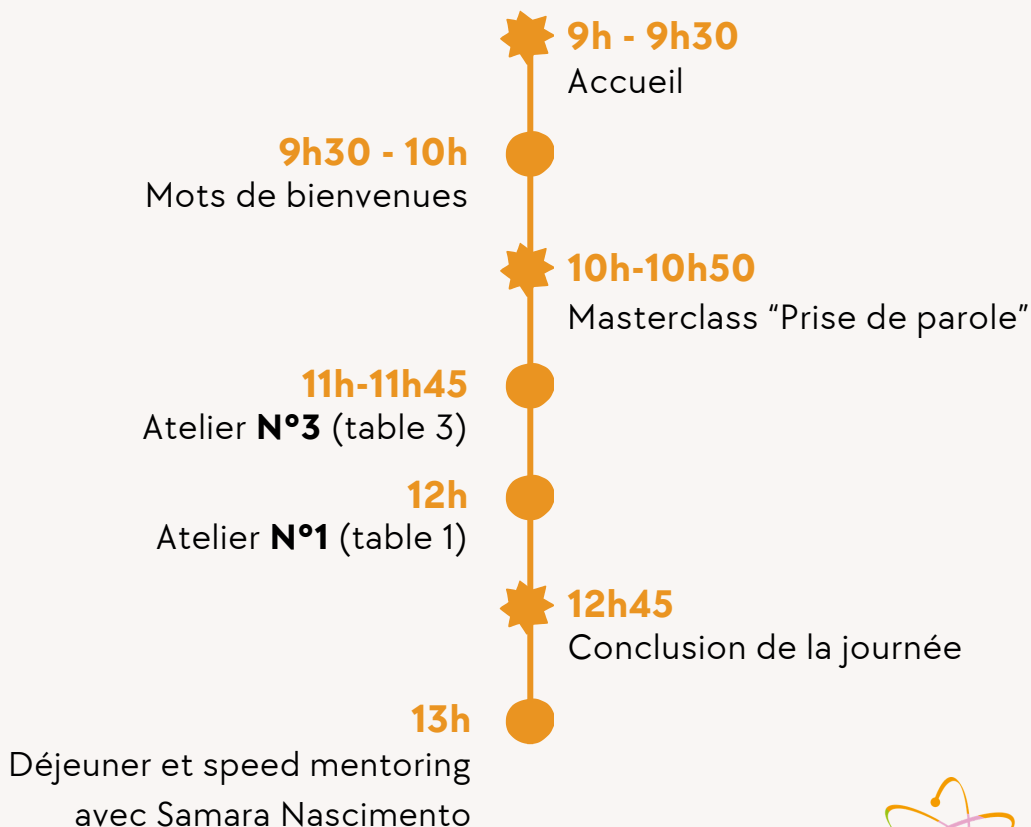 9h - 9h30
Accueil
9h30 - 10h
Mots de bienvenues
10h-10h50
Masterclass “Prise de parole”
11h-11h45
Atelier N°3 (table 3)
12h
Atelier N°1 (table 1)
12h45
Conclusion de la journée
13h
Déjeuner et speed mentoring
avec Samara Nascimento